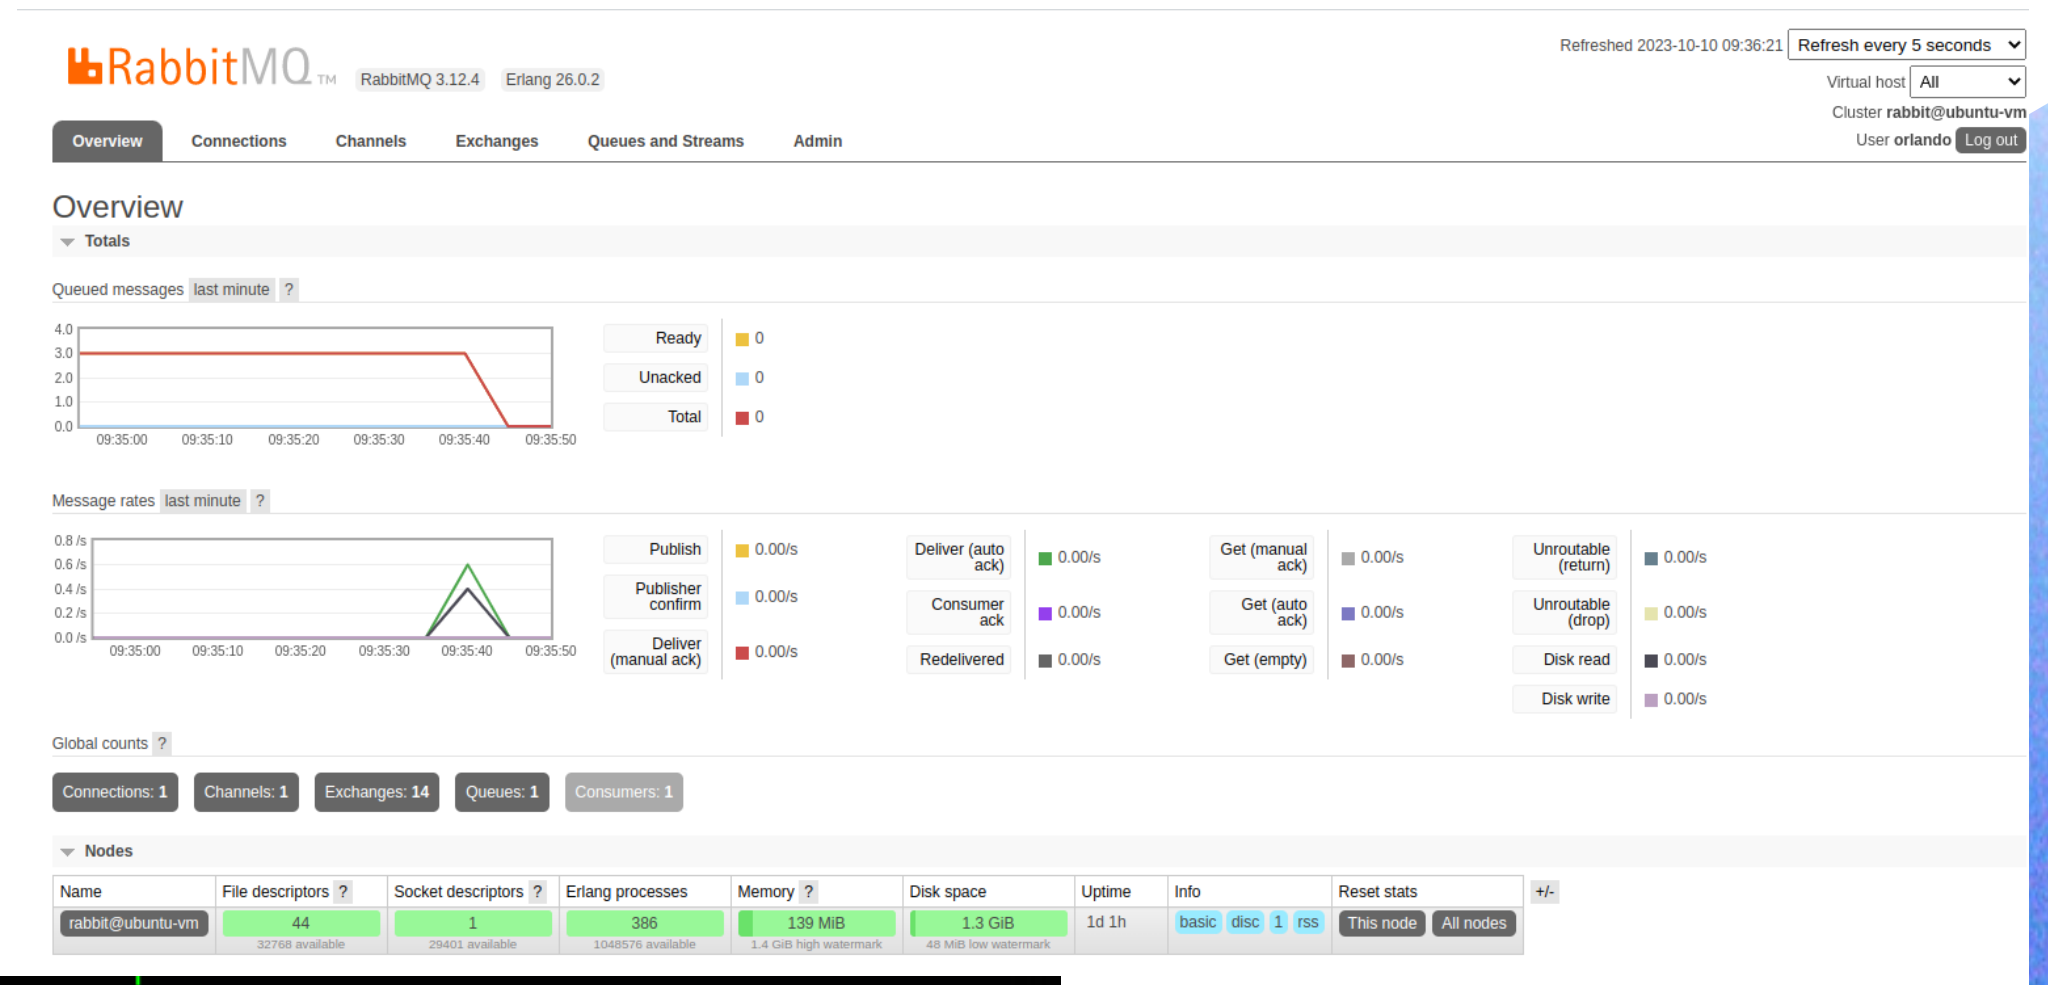 Refreshed 2023-10-10 09:36:21 Refresh every 5 seconds
RabbitMQ TM RabbitMQ 3.12.4 Erlang 26.0.2
Virtual host All
Cluster rabbit@ubuntu-vm
User orlando Log out
Overview Connections Channels Exchanges Queues and Streams Admin
Overview
Totals
Queued messages last minute ?
4.0
3.0
2.0
1.0
0.0
09:35:00 09:35:10 09:35:20 09:35:30 09:35:40 09:35:50
Ready 0
Unacked 0
Total 0
Message rates last minute ?
0.8 /s
0.6 /s
0.4 /s
0.2 /s
0.0 /s
09:35:00 09:35:10 09:35:20 09:35:30 09:35:40 09:35:50
Publish 0.00/s
Publisher
confirm 0.00/s
Deliver
(manual ack) 0.00/s
Deliver (auto
ack) 0.00/s
Consumer
ack 0.00/s
Redelivered 0.00/s
Get (manual
ack) 0.00/s
Get (auto
ack) 0.00/s
Get (empty) 0.00/s
Unroutable
(return) 0.00/s
Unroutable
(drop) 0.00/s
Disk read 0.00/s
Disk write 0.00/s
Global counts ?
Connections: 1 Channels: 1 Exchanges: 14 Queues: 1 Consumers: 1
Nodes
Name File descriptors ? Socket descriptors ? Erlang processes Memory ? Disk space Uptime Info Reset stats +/-
rabbit@ubuntu-vm 44 1 386 139 MiB 1.3 GiB 1d 1h basic disc 1 rss This node All nodes
32768 available 29401 available 1048576 available 1.4 GiB high watermark 48 MiB low watermark